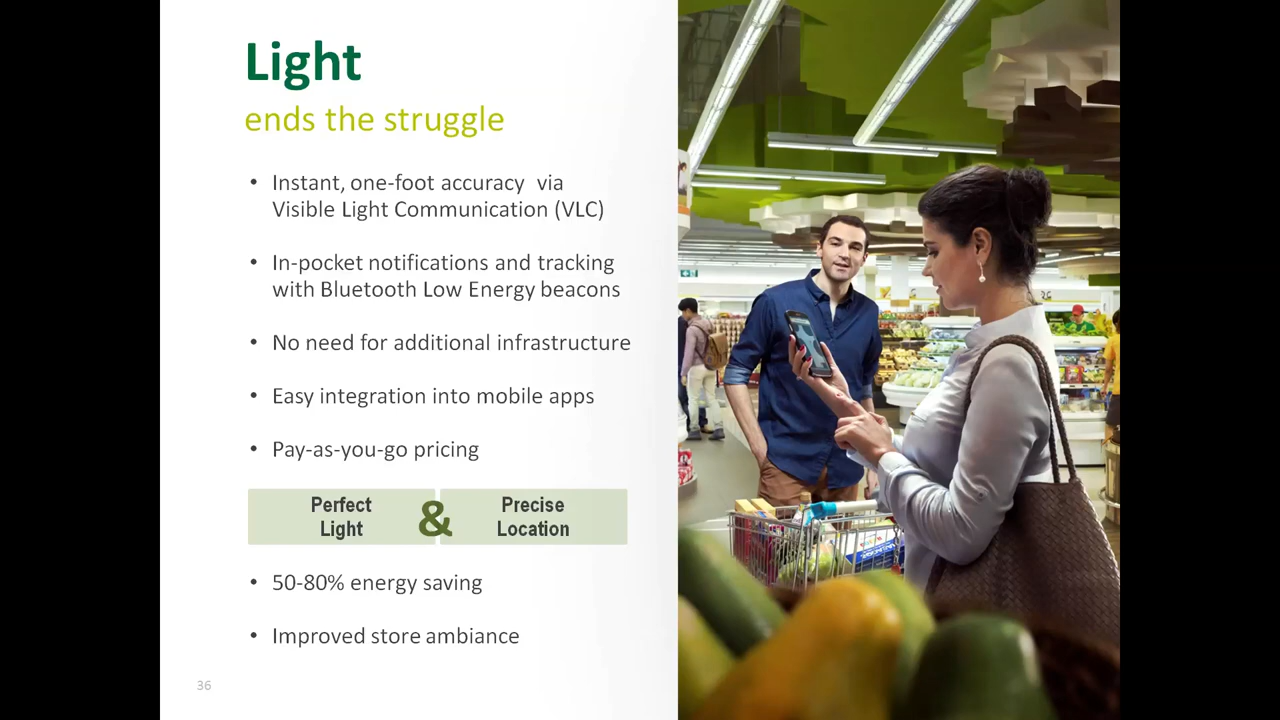 Light
ends the struggle
• Instant, one-foot accuracy via
Visible Light Communication (VLC)
• In-pocket notifications and tracking
with Bluetooth Low Energy beacons
• No need for additional infrastructure
• Easy integration into mobile apps
• Pay-as-you-go pricing
Perfect
Light
&
Precise
Location
• 50-80% energy saving
• Improved store ambiance
36